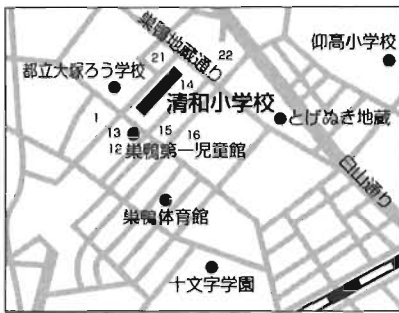 巣鴨地蔵通り
仰高小学校
21
22
都立大塚ろう学校
14
清和小学校
とげぬき地蔵
1
13
15
16
12
巣鴨第一児童館
白山通り
巣鴨体育館
十文字学園